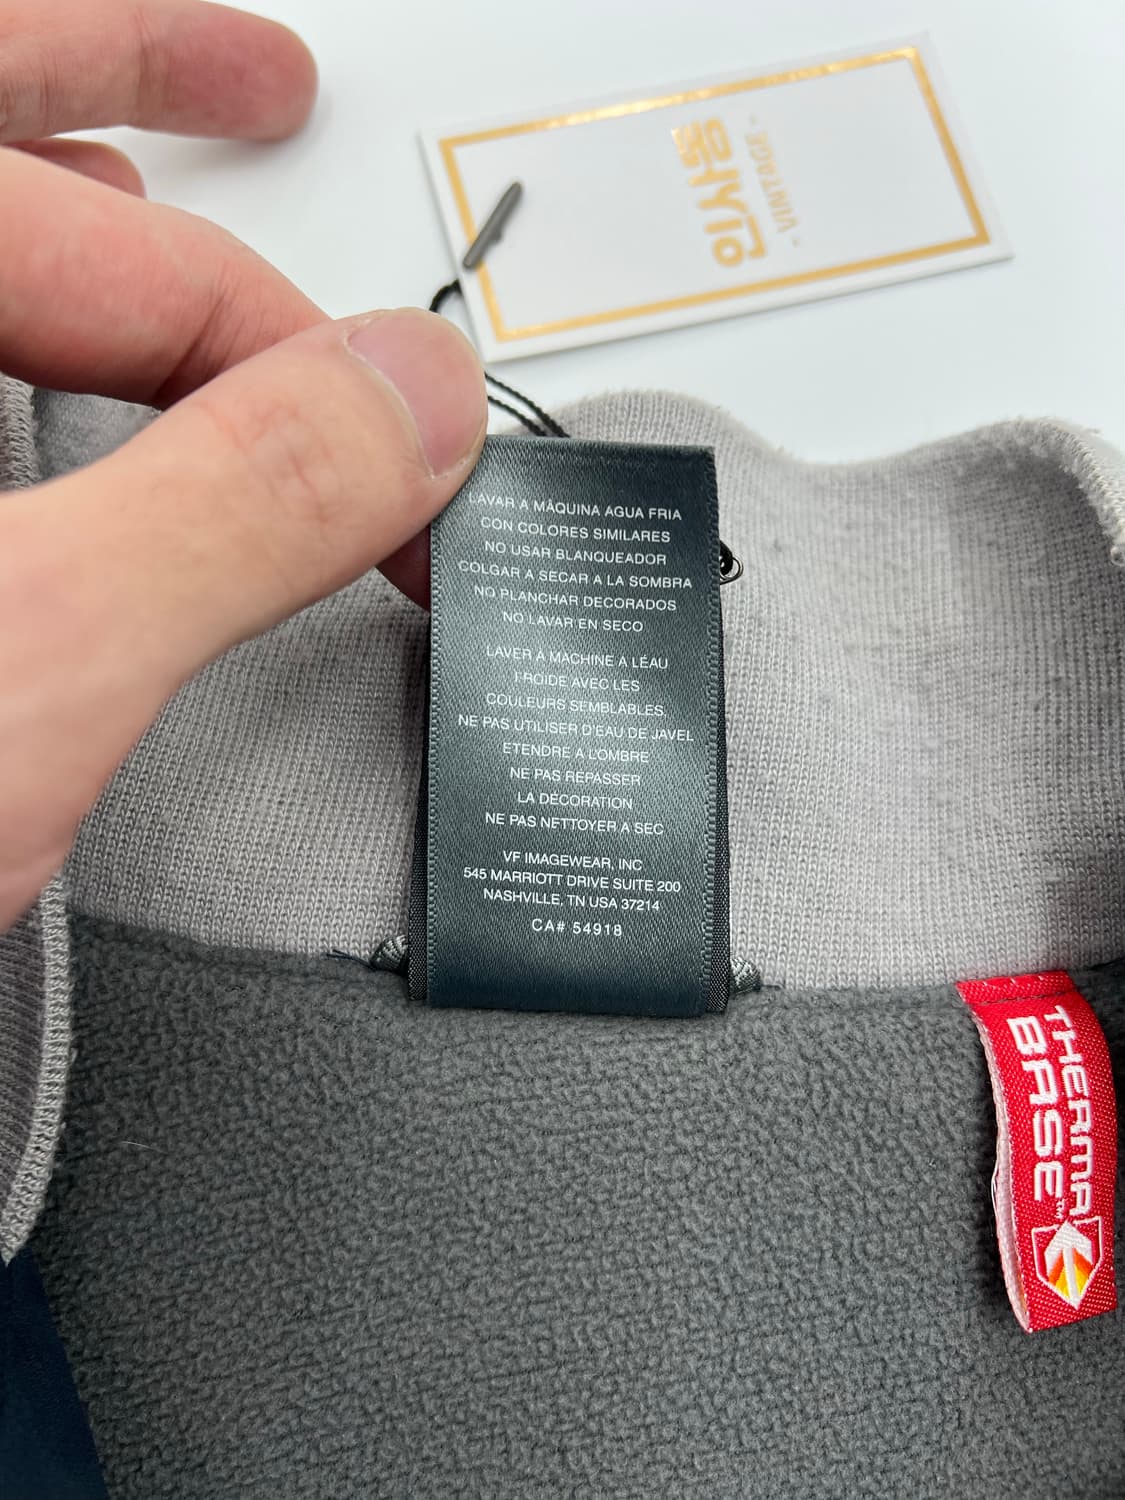 인사동
- VINTAGE -
LAVAR A MÁQUINA AGUA FRIA
CON COLORES SIMILARES
NO USAR BLANQUEADOR
COLGAR A SECAR A LA SOMBRA
NO PLANCHAR DECORADOS
NO LAVAR EN SECO
LAVER A MACHINE A LÉAU
FROIDE AVEC LES
COULEURS SEMBLABLES.
NE PAS UTILISER D'EAU DE JAVEL
ETENDRE A L'OMBRE
NE PAS REPASSER
LA DÉCORATION
NE PAS NETTOYER A SEC
VF IMAGEWEAR, INC
545 MARRIOTT DRIVE SUITE 200
NASHVILLE, TN USA 37214
CA# 54918
THERMA
BASE™